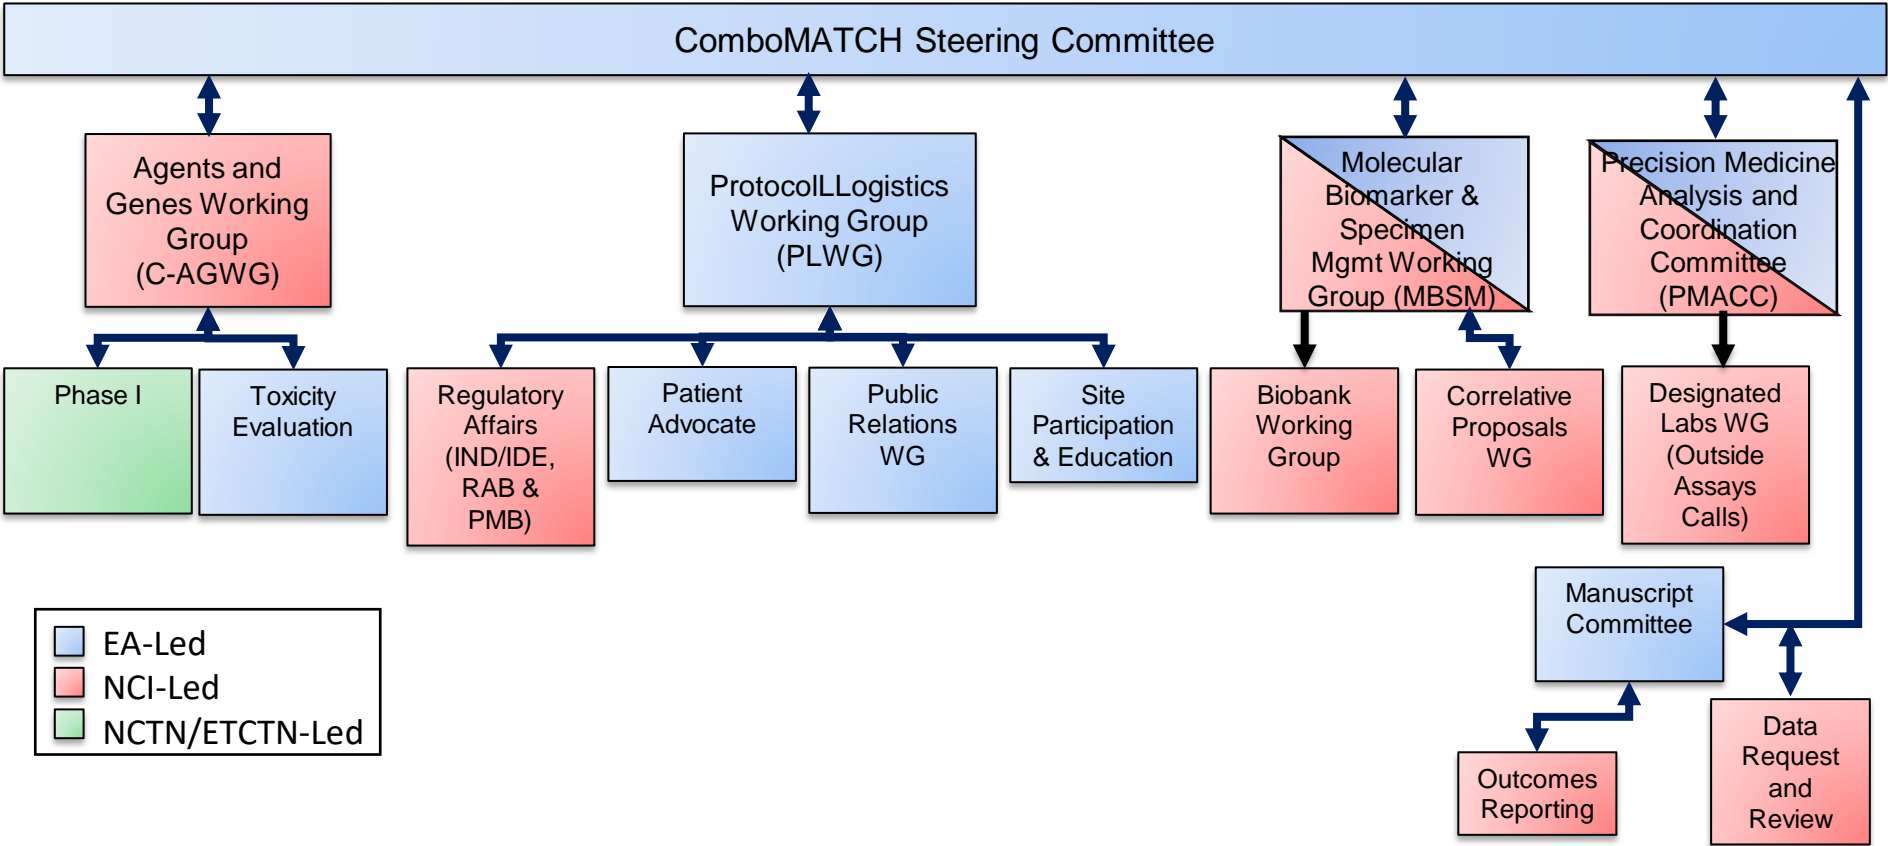 ComboMATCH Steering Committee
Agents and
Genes Working
Group
(C-AGWG)
ProtocolLLogistics
Working Group
(PLWG)
Molecular
Biomarker &
Specimen
Mgmt Working
Group (MBSM)
Precision Medicine
Analysis and
Coordination
Committee
(PMACC)
Phase I
Toxicity
Evaluation
Regulatory
Affairs
(IND/IDE,
RAB &
PMB)
Patient
Advocate
Public
Relations
WG
Site
Participation
& Education
Biobank
Working
Group
Correlative
Proposals
WG
Designated
Labs WG
(Outside
Assays
Calls)
Manuscript
Committee
Outcomes
Reporting
Data
Request
and
Review
EA-Led
NCI-Led
NCTN/ETCTN-Led